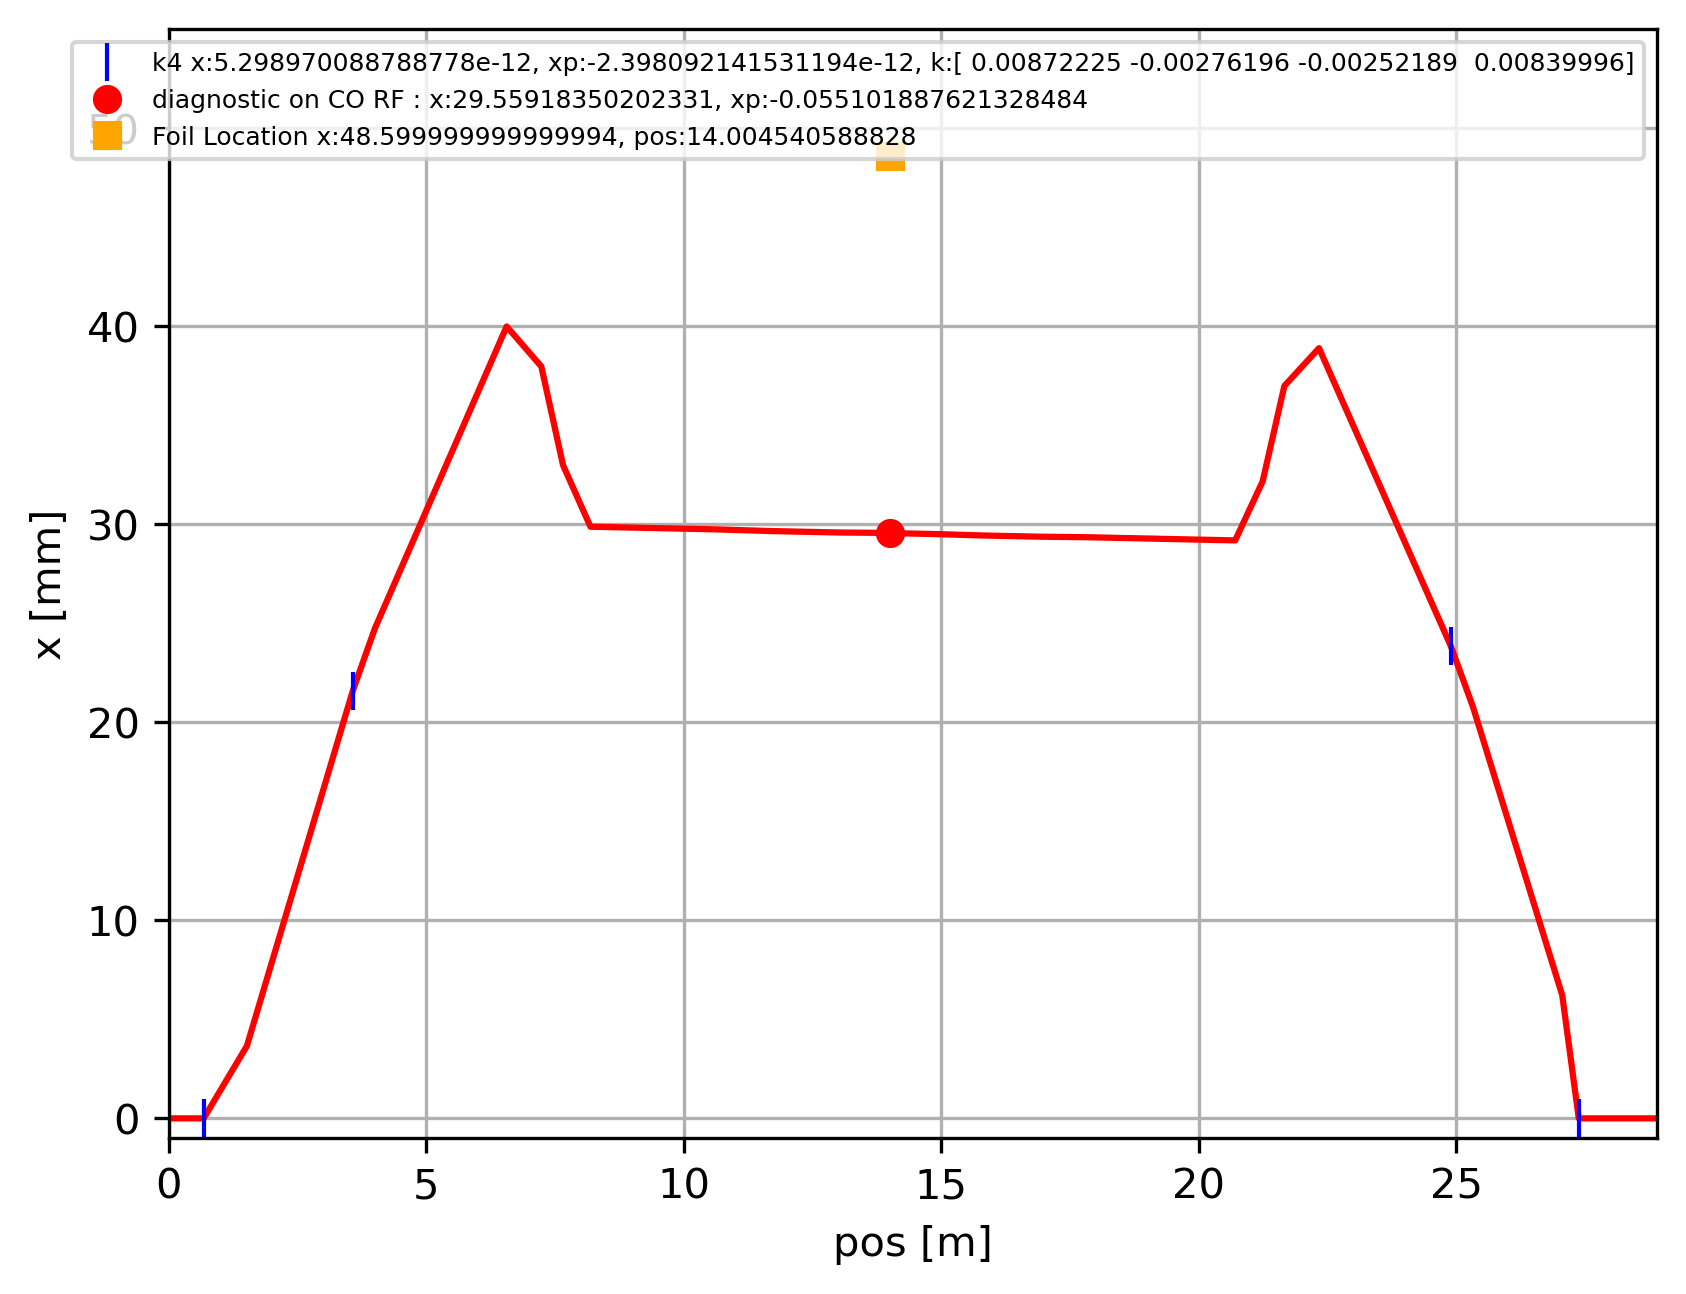 k4 x:5.298970088788778e-12, xp:-2.398092141531194e-12, k:[ 0.00872225 -0.00276196 -0.00252189  0.00839996]
diagnostic on CO RF : x:29.55918350202331, xp:-0.055101887621328484
Foil Location x:48.599999999999994, pos:14.004540588828
50
40
30
20
10
0
x [mm]
0 5 10 15 20 25
pos [m]